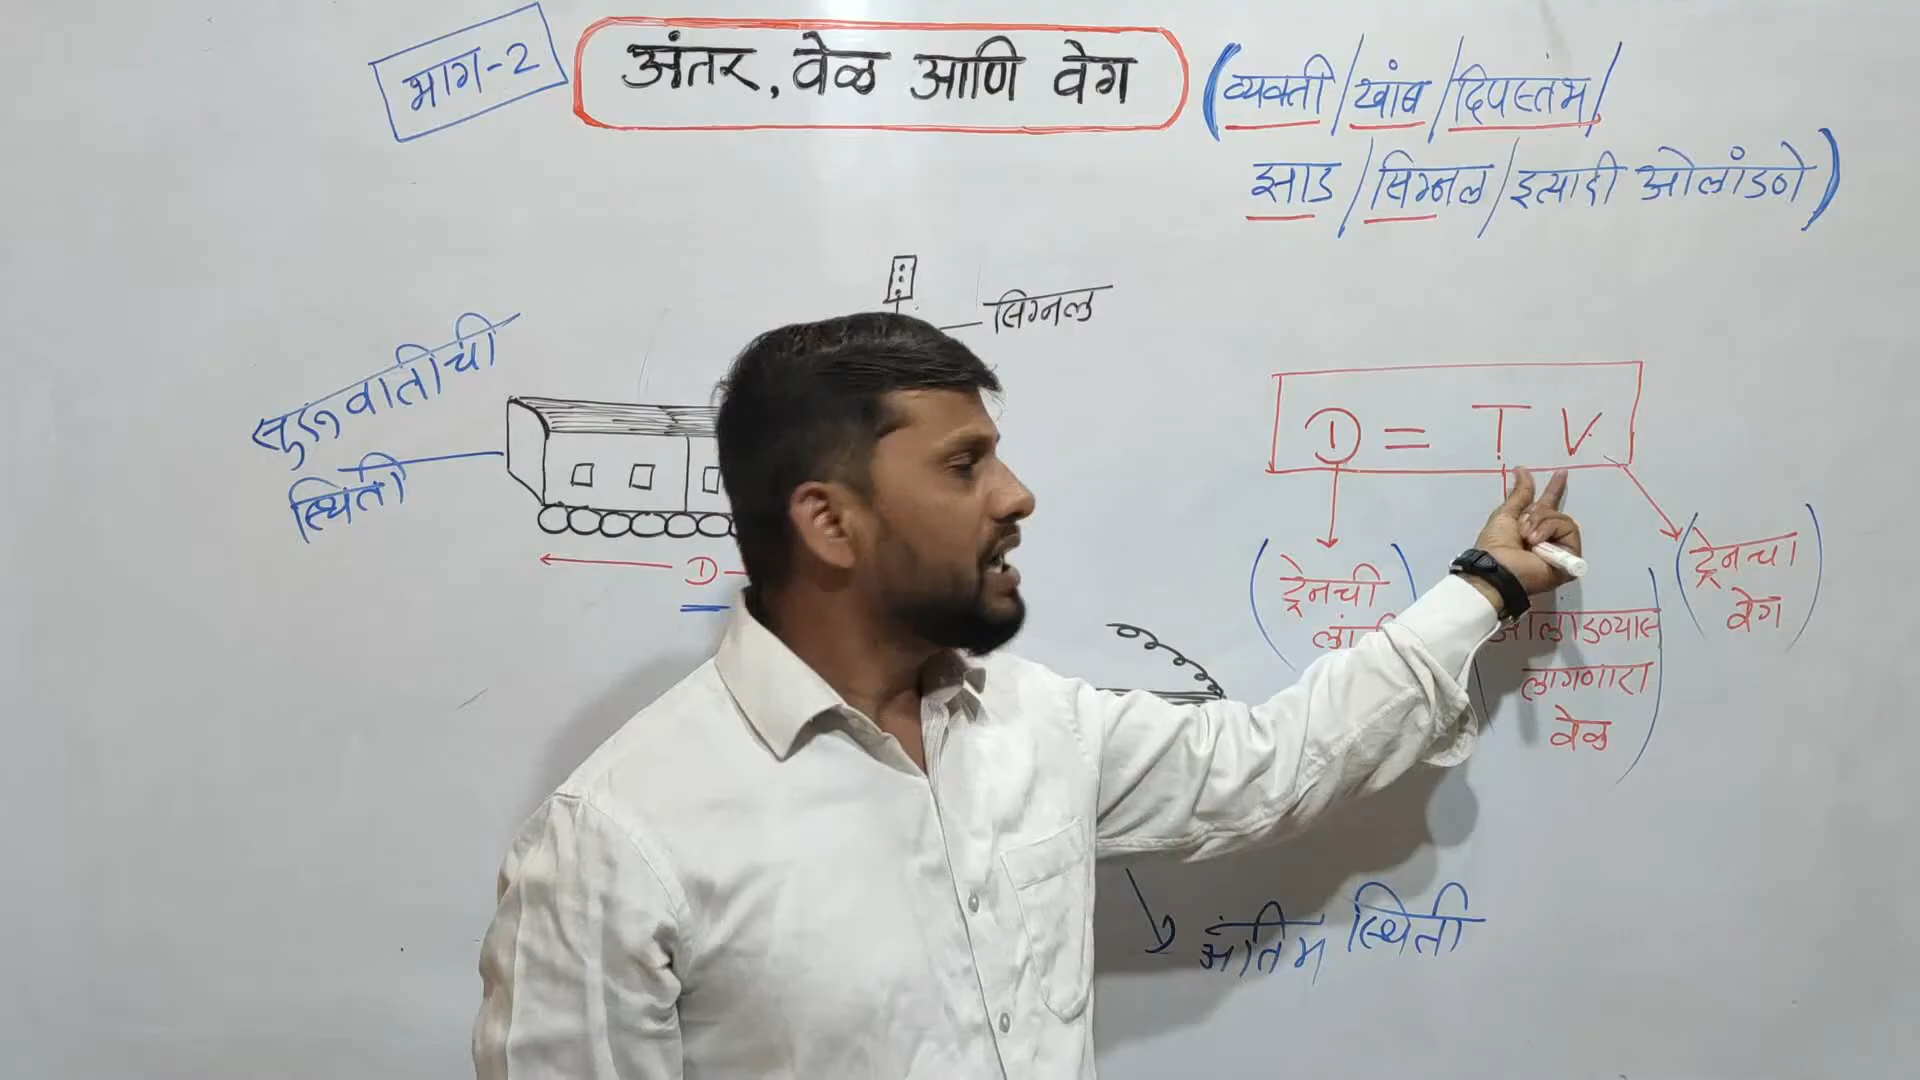 भाग-2
अंतर, वेळ आणि वेग
(व्यक्ती/खांब/दिपस्तंभ/
झाड/सिग्नल/इत्यादी ओलांडणे)
सिग्नल
सुरूवातीची
स्थिती
D = T V
D
(ट्रेनची
(ट्रेनचा
वेग)
ओलांडण्यास
लागणारा
वेळ)
अंतिम स्थिती